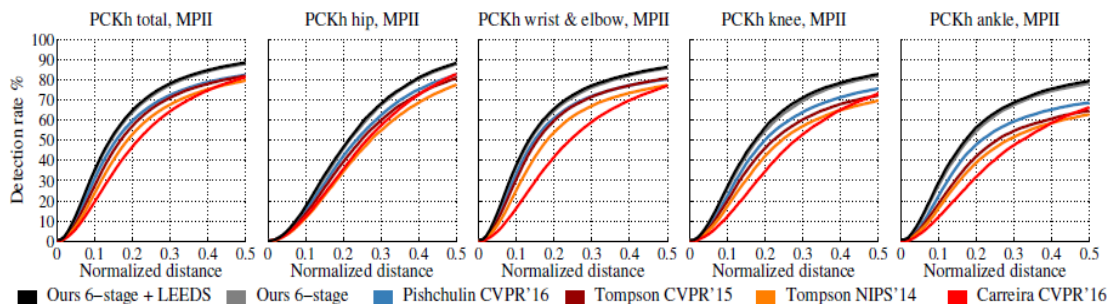 PCKh total, MPII
PCKh hip, MPII
PCKh wrist & elbow, MPII
PCKh knee, MPII
PCKh ankle, MPII
Detection rate %
100
90
80
70
60
50
40
30
20
10
0
0 0.1 0.2 0.3 0.4 0.5
0.1 0.2 0.3 0.4 0.5
0.1 0.2 0.3 0.4 0.5
0.1 0.2 0.3 0.4 0.5
0.1 0.2 0.3 0.4 0.5
Normalized distance
Normalized distance
Normalized distance
Normalized distance
Normalized distance
Ours 6-stage + LEEDS
Ours 6-stage
Pishchulin CVPR'16
Tompson CVPR'15
Tompson NIPS'14
Carreira CVPR'16